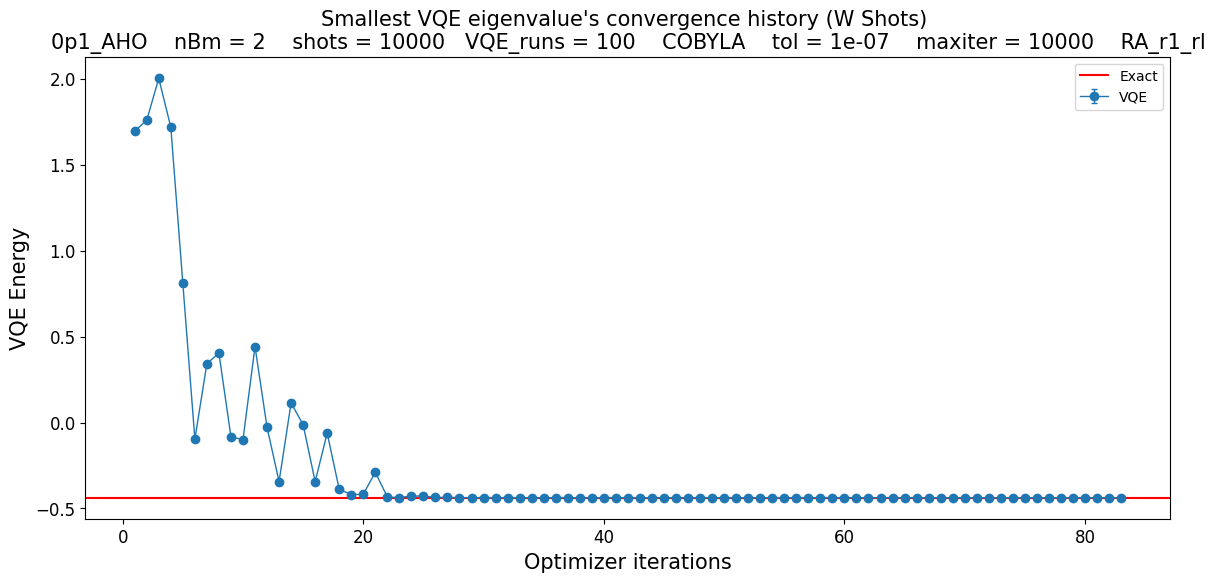 Smallest VQE eigenvalue's convergence history (W Shots)
0p1_AHO nBm = 2 shots = 10000 VQE_runs = 100 COBYLA tol = 1e-07 maxiter = 10000 RA_r1_rl
Exact
VQE
VQE Energy
2.0
1.5
1.0
0.5
0.0
−0.5
0 20 40 60 80
Optimizer iterations